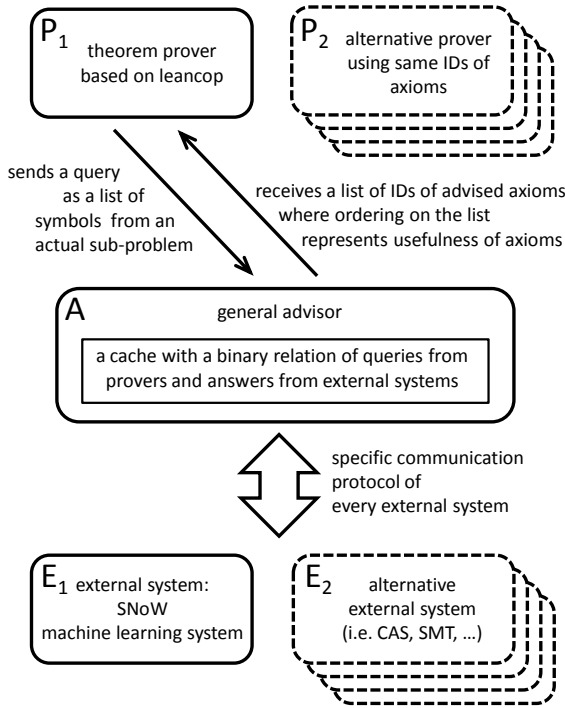 P1
theorem prover
based on leancop
P2
alternative prover
using same IDs of
axioms
sends a query
as a list of
symbols from an
actual sub-problem
receives a list of IDs of advised axioms
where ordering on the list
represents usefulness of axioms
A
general advisor
a cache with a binary relation of queries from
provers and answers from external systems
specific communication
protocol of
every external system
E1 external system:
SNoW
machine learning system
E2 alternative
external system
(i.e. CAS, SMT, ...)